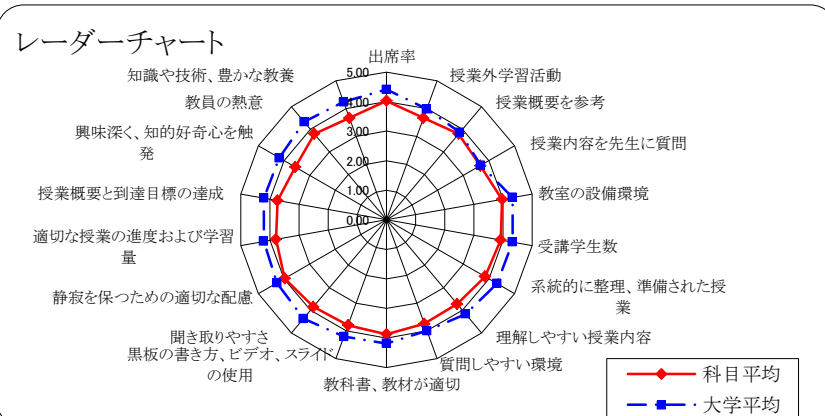 レーダーチャート
出席率
授業外学習活動
授業概要を参考
授業内容を先生に質問
教室の設備環境
受講学生数
系統的に整理、準備された授
業
理解しやすい授業内容
質問しやすい環境
教科書、教材が適切
黒板の書き方、ビデオ、スライド
の使用
聞き取りやすさ
静寂を保つための適切な配慮
適切な授業の進度および学習
量
授業概要と到達目標の達成
興味深く、知的好奇心を触
発
教員の熱意
知識や技術、豊かな教養
5.00
4.00
3.00
2.00
1.00
0.00
科目平均
大学平均